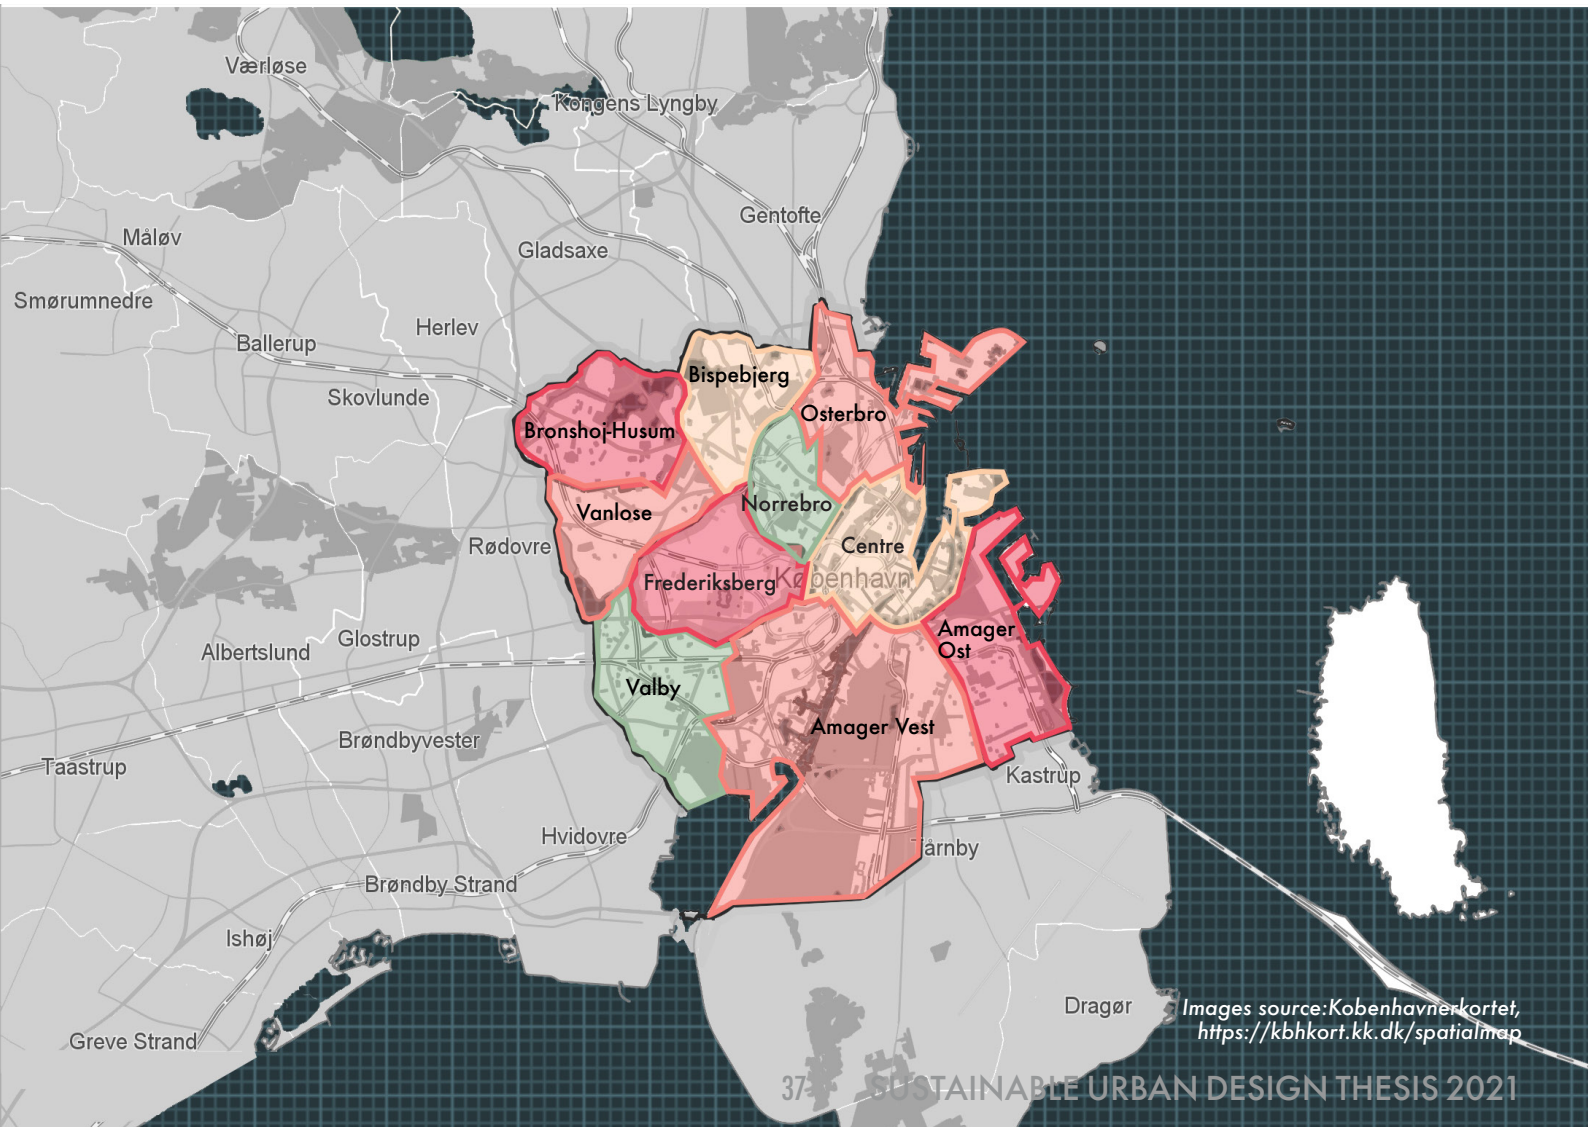 Værløse
Kongens Lyngby
Gentofte
Måløv
Gladsaxe
Smørumnedre
Herlev
Ballerup
Bispebjerg
Skovlunde
Osterbro
Bronshoj-Husum
Norrebro
Vanlose
Rødovre
Centre
Frederiksberg
København
Amager
Ost
Glostrup
Albertslund
Valby
Amager Vest
Brøndbyvester
Taastrup
Kastrup
Hvidovre
Tårnby
Brøndby Strand
Ishøj
Dragør
Images source:Kobenhavnerkortet,
https://kbhkort.kk.dk/spatialmap
Greve Strand
37 SUSTAINABLE URBAN DESIGN THESIS 2021